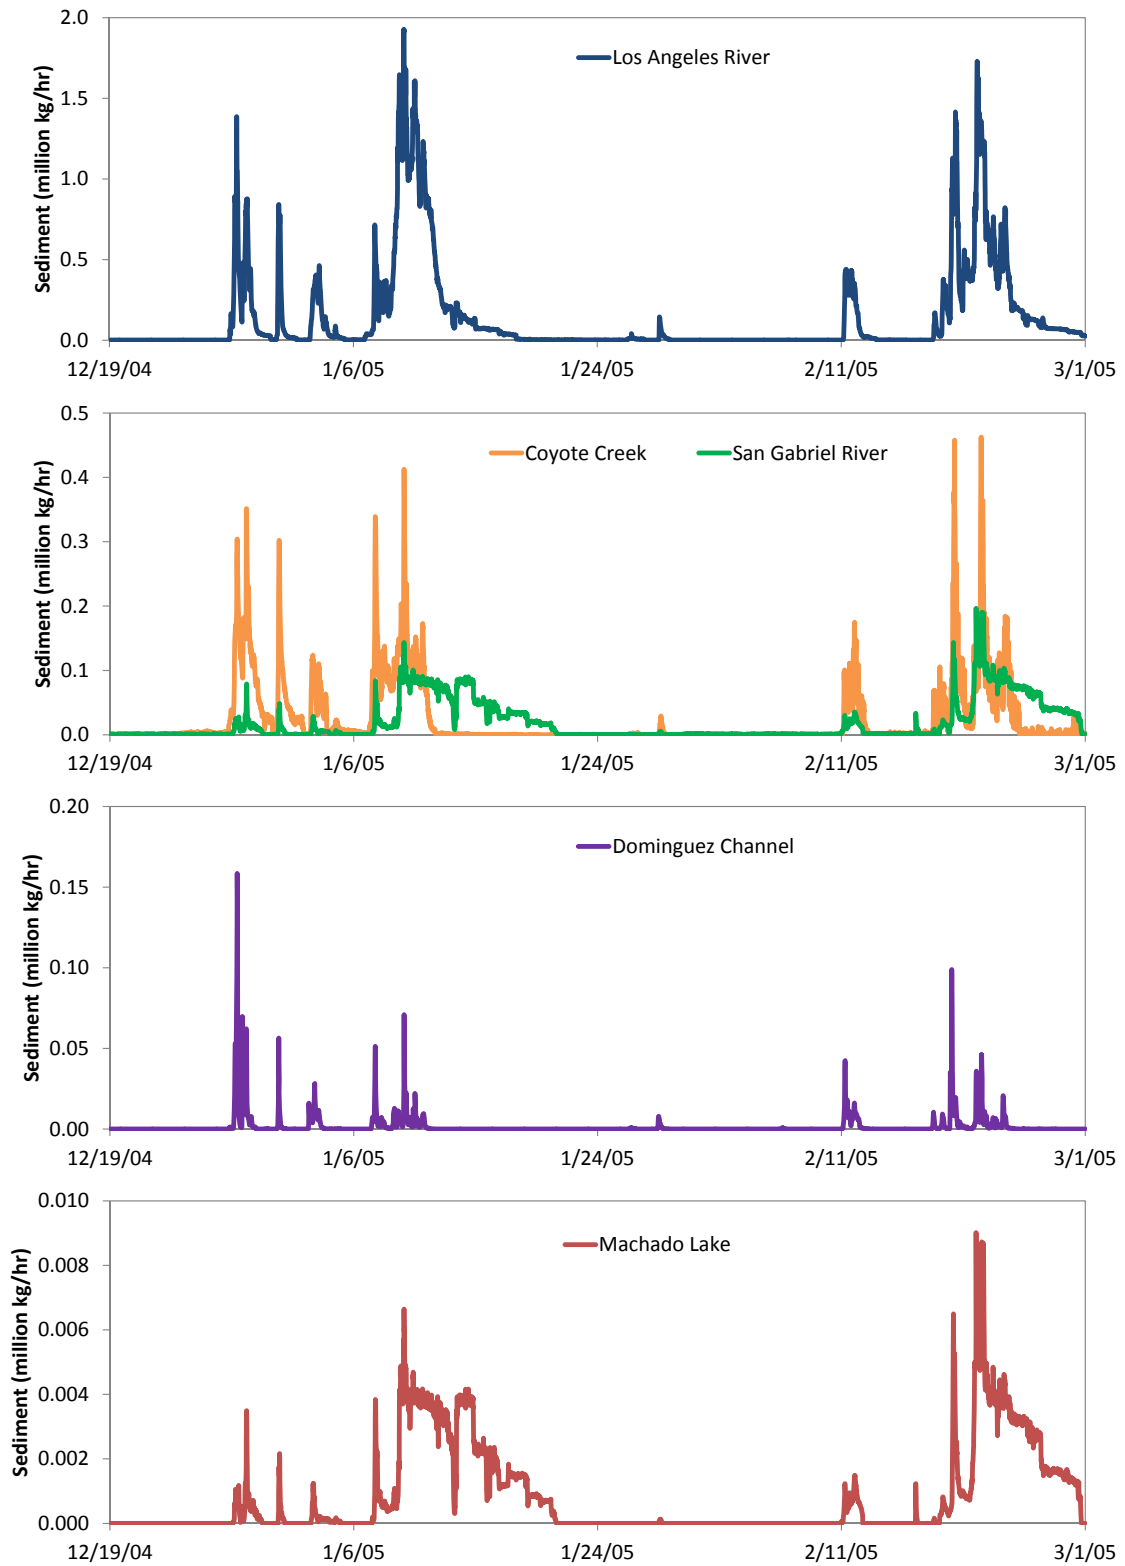 Sediment (million kg/hr)
2.0
1.5
1.0
0.5
0.0
Los Angeles River
12/19/04 1/6/05 1/24/05 2/11/05 3/1/05
Sediment (million kg/hr)
0.5
0.4
0.3
0.2
0.1
0.0
Coyote Creek San Gabriel River
12/19/04 1/6/05 1/24/05 2/11/05 3/1/05
Sediment (million kg/hr)
0.20
0.15
0.10
0.05
0.00
Dominguez Channel
12/19/04 1/6/05 1/24/05 2/11/05 3/1/05
Sediment (million kg/hr)
0.010
0.008
0.006
0.004
0.002
0.000
Machado Lake
12/19/04 1/6/05 1/24/05 2/11/05 3/1/05